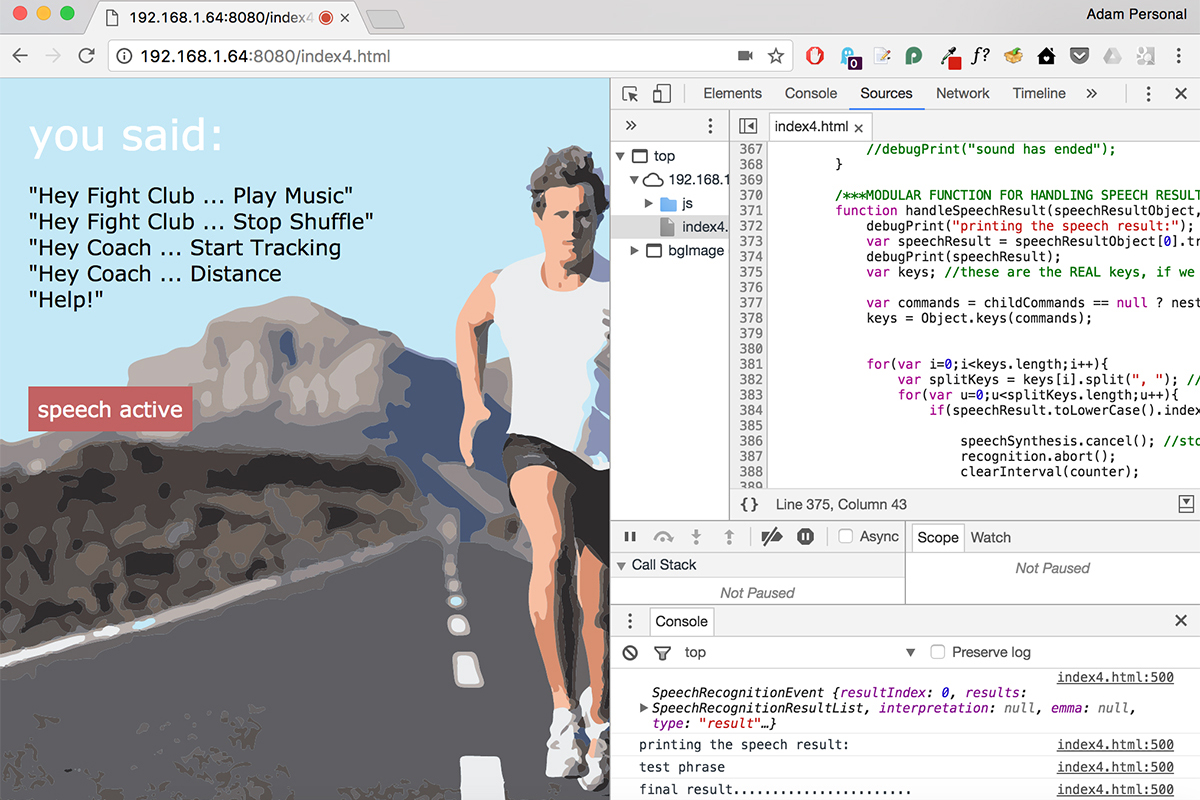 192.168.1.64:8080/index4
Adam Personal
192.168.1.64:8080/index4.html
0
f?
you said:
"Hey Fight Club ... Play Music"
"Hey Fight Club ... Stop Shuffle"
"Hey Coach ... Start Tracking
"Hey Coach ... Distance
"Help!"
speech active
Elements Console Sources Network Timeline »
»
top
192.168.1
js
index4.
bgImage
index4.html
367 //debugPrint("sound has ended");
368 }
369
370 /***MODULAR FUNCTION FOR HANDLING SPEECH RESULT
371 function handleSpeechResult(speechResultObject,
372 debugPrint("printing the speech result:");
373 var speechResult = speechResultObject[0].tr
374 debugPrint(speechResult);
375 var keys; //these are the REAL keys, if we
376
377 var commands = childCommands == null ? nest
378 keys = Object.keys(commands);
379
380
381 for(var i=0;i<keys.length;i++){
382 var splitKeys = keys[i].split(", "); //
383 for(var u=0;u<splitKeys.length;u++){
384 if(speechResult.toLowerCase().index
385
386 speechSynthesis.cancel(); //sto
387 recognition.abort();
388 clearInterval(counter);
389
{} Line 375, Column 43
Async
Scope Watch
Call Stack
Not Paused
Not Paused
Console
top
Preserve log
index4.html:500
SpeechRecognitionEvent {resultIndex: 0, results:
SpeechRecognitionResultList, interpretation: null, emma: null,
type: "result"…}
printing the speech result: index4.html:500
test phrase index4.html:500
final result....................... index4.html:500